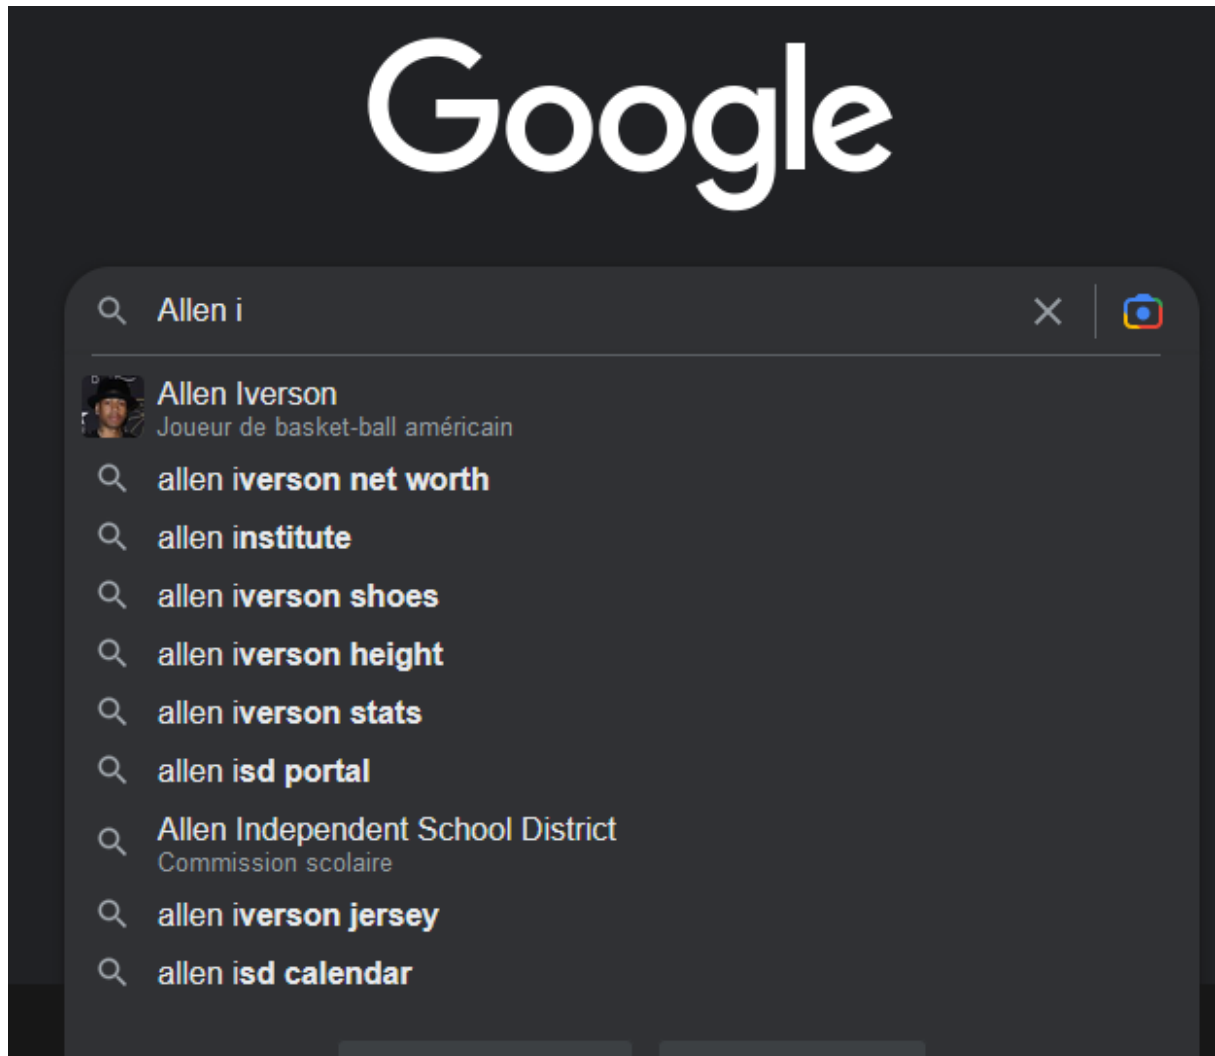 Google
Allen i
Allen Iverson
Joueur de basket-ball américain
allen iverson net worth
allen institute
allen iverson shoes
allen iverson height
allen iverson stats
allen isd portal
Allen Independent School District
Commission scolaire
allen iverson jersey
allen isd calendar